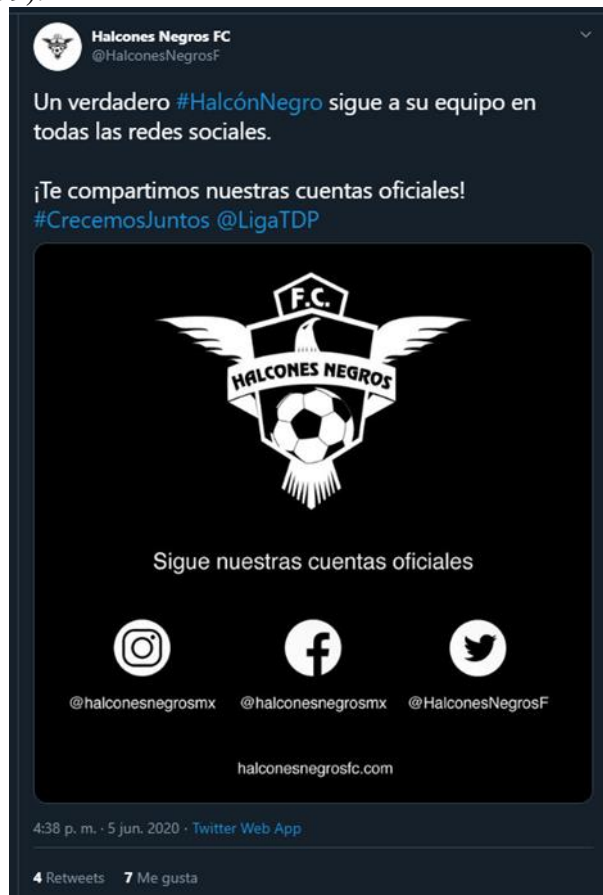 Halcones Negros FC
@HalconesNegrosF
Un verdadero #HalcónNegro sigue a su equipo en
todas las redes sociales.
¡Te compartimos nuestras cuentas oficiales!
#CrecemosJuntos @LigaTDP
F.C.
HALCONES NEGROS
Sigue nuestras cuentas oficiales
@halconesnegrosmx @halconesnegrosmx @HalconesNegrosF
halconesnegrosfc.com
4:38 p. m. · 5 jun. 2020 · Twitter Web App
4 Retweets 7 Me gusta